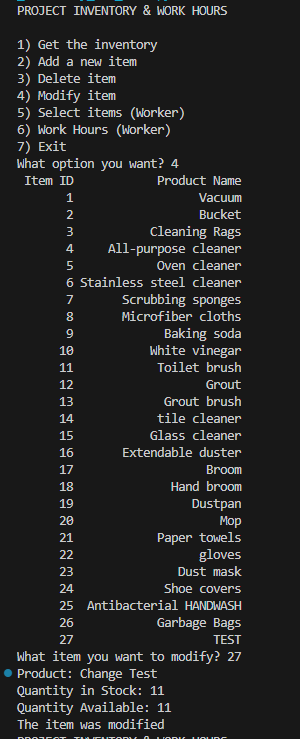 PROJECT INVENTORY & WORK HOURS
1) Get the inventory
2) Add a new item
3) Delete item
4) Modify item
5) Select items (Worker)
6) Work Hours (Worker)
7) Exit
What option you want? 4
Item ID Product Name
1 Vacuum
2 Bucket
3 Cleaning Rags
4 All-purpose cleaner
5 Oven cleaner
6 Stainless steel cleaner
7 Scrubbing sponges
8 Microfiber cloths
9 Baking soda
10 White vinegar
11 Toilet brush
12 Grout
13 Grout brush
14 tile cleaner
15 Glass cleaner
16 Extendable duster
17 Broom
18 Hand broom
19 Dustpan
20 Mop
21 Paper towels
22 gloves
23 Dust mask
24 Shoe covers
25 Antibacterial HANDWASH
26 Garbage Bags
27 TEST
What item you want to modify? 27
Product: Change Test
Quantity in Stock: 11
Quantity Available: 11
The item was modified
PROJECT INVENTORY & WORK HOURS